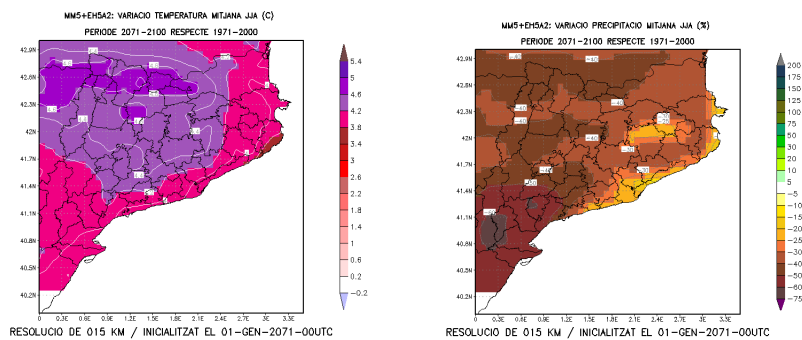 MM5+EH5A2: VARIACIO TEMPERATURA MITJANA JJA (C)
PERIODE 2071-2100 RESPECTE 1971-2000
42.9N
42.6N
42.3N
42N
41.7N
41.4N
41.1N
40.8N
40.5N
40.2N
0
0.3E
0.6E
0.9E
1.2E
1.5E
1.8E
2.1E
2.4E
2.7E
3E
3.3E
5.4
5
4.6
4.2
3.8
3.4
3
2.6
2.2
1.8
1.4
1
0.6
0.2
-0.2
RESOLUCIO DE 015 KM / INICIALITZAT EL 01-GEN-2071-00UTC
MM5+EH5A2: VARIACIO PRECIPITACIO MITJANA JJA (%)
PERIODE 2071-2100 RESPECTE 1971-2000
42.9N
42.6N
42.3N
42N
41.7N
41.4N
41.1N
40.8N
40.5N
40.2N
-40
-40
-40
-40
-40
-40
0
0.3E
0.6E
0.9E
1.2E
1.5E
1.8E
2.1E
2.4E
2.7E
3E
3.3E
200
175
150
125
100
75
50
30
20
10
5
-5
-10
-15
-20
-25
-30
-40
-50
-60
-70
-75
RESOLUCIO DE 015 KM / INICIALITZAT EL 01-GEN-2071-00UTC